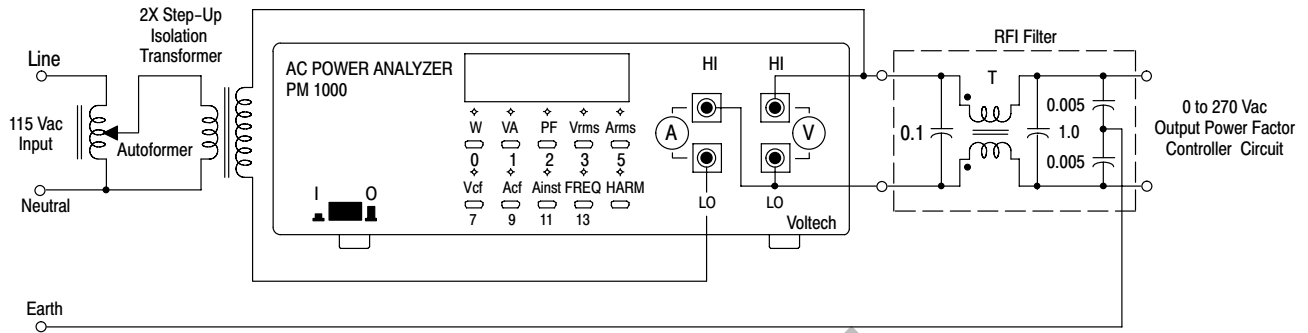 2X Step-Up
Isolation
Transformer
RFI Filter
Line
115 Vac
Input
Autoformer
Neutral
AC POWER ANALYZER
PM 1000
HI HI
W VA PF Vrms Arms
0 1 2 3 5
Vcf Acf Ainst FREQ HARM
7 9 11 13
I O
A V
LO LO
Voltech
T
0.1
1.0
0.005
0.005
0 to 270 Vac
Output Power Factor
Controller Circuit
Earth